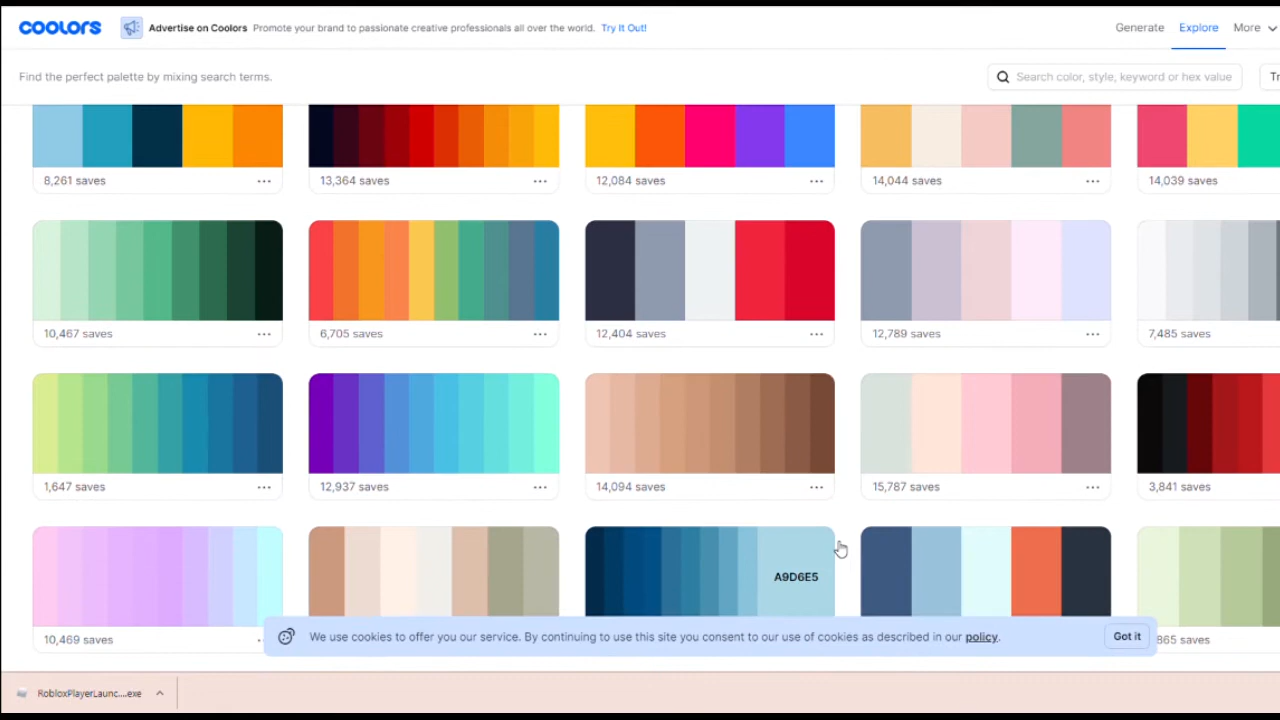 coolors Advertise on Coolors Promote your brand to passionate creative professionals all over the world. Try It Out! Generate Explore More
Find the perfect palette by mixing search terms. Search color, style, keyword or hex value Tr
8,261 saves 13,364 saves 12,084 saves 14,044 saves 14,039 saves
10,467 saves 6,705 saves 12,404 saves 12,789 saves 7,485 saves
1,647 saves 12,937 saves 14,094 saves 15,787 saves 3,841 saves
A9D6E5
10,469 saves 865 saves
We use cookies to offer you our service. By continuing to use this site you consent to our use of cookies as described in our policy. Got it
RobloxPlayerLaunc....exe